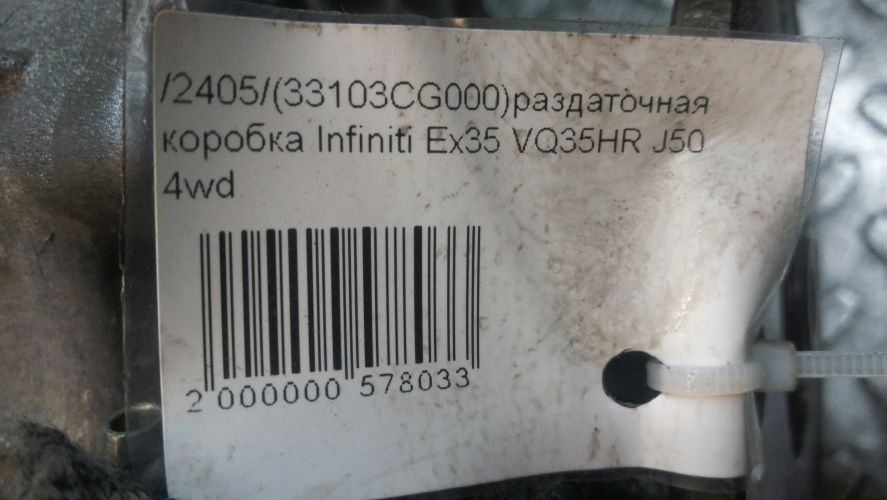 /2405/(33103CG000)раздаточная
коробка Infiniti Ex35 VQ35HR J50
4wd
2 000000 578033